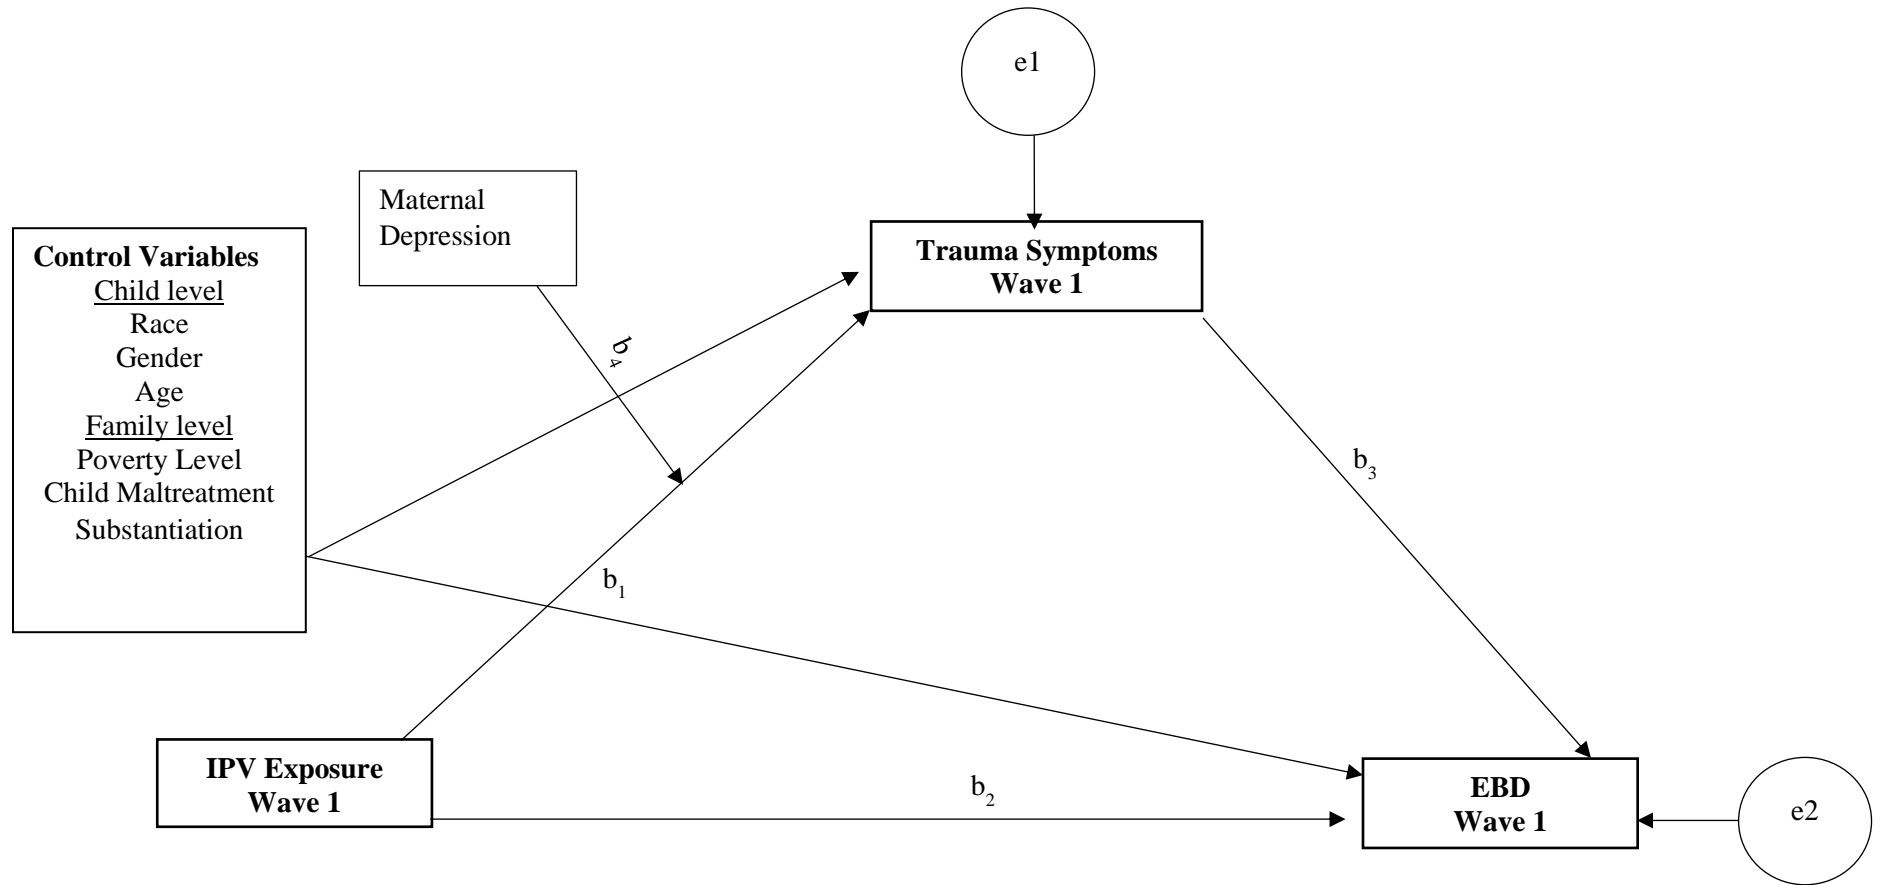 e1
Maternal
Depression
Control Variables
Child level
Race
Gender
Age
Family level
Poverty Level
Child Maltreatment
Substantiation
Trauma Symptoms
Wave 1
b4
b3
b1
IPV Exposure
Wave 1
b2
EBD
Wave 1
e2